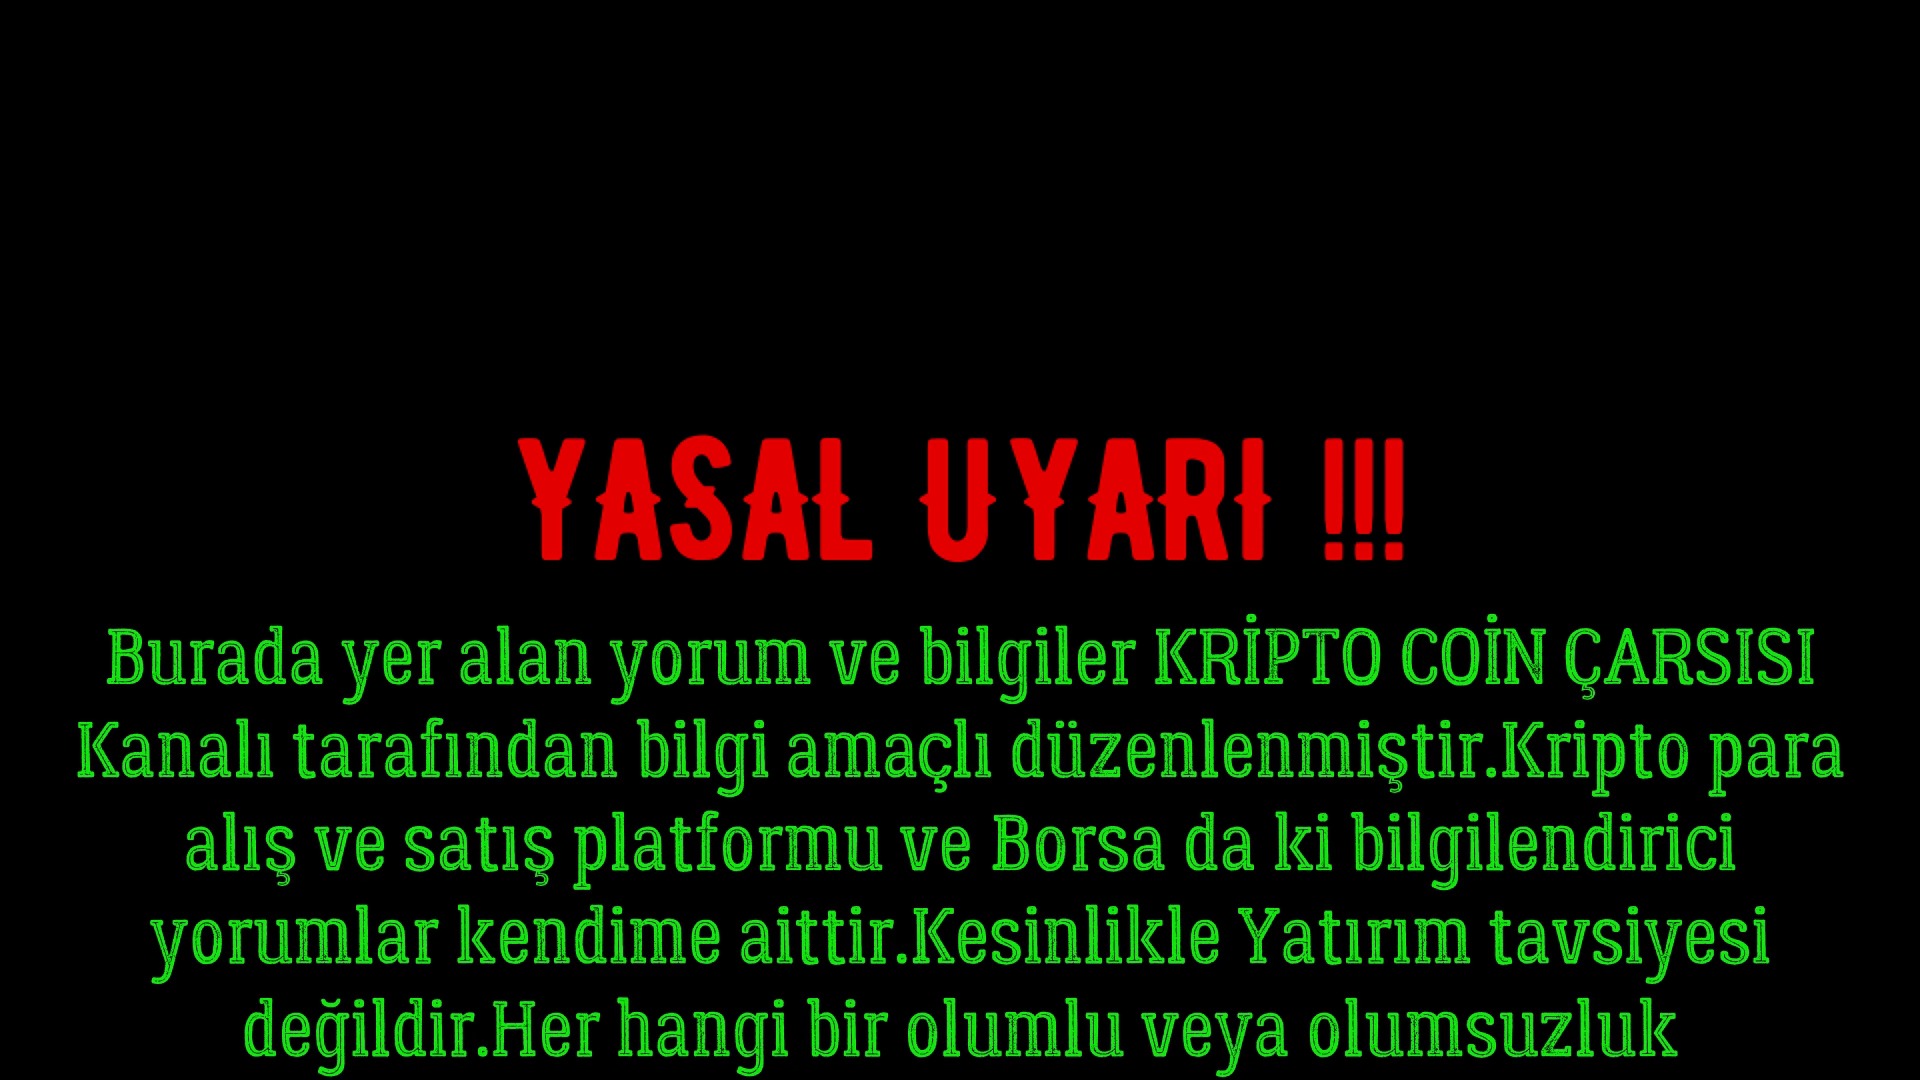 YASAL UYARI !!!
Burada yer alan yorum ve bilgiler KRİPTO COİN ÇARSISI
Kanalı tarafından bilgi amaçlı düzenlenmiştir.Kripto para
alış ve satış platformu ve Borsa da ki bilgilendirici
yorumlar kendime aittir.Kesinlikle Yatırım tavsiyesi
değildir.Her hangi bir olumlu veya olumsuzluk